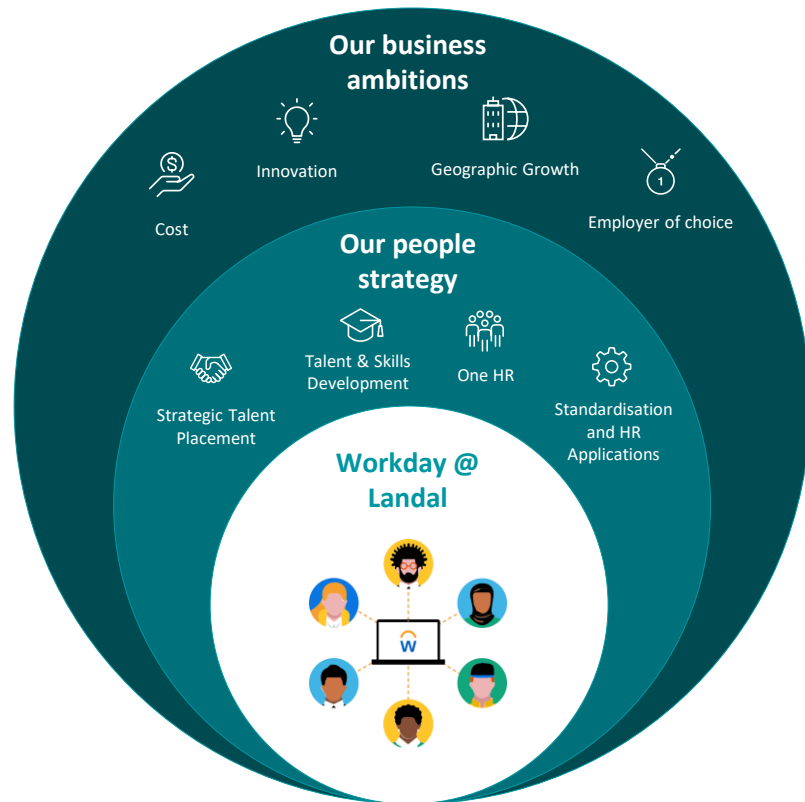 Our business
ambitions
$
Innovation
Geographic Growth
1
Cost
Employer of choice
Our people
strategy
Talent & Skills
Development
One HR
Strategic Talent
Placement
Standardisation
and HR
Applications
Workday @
Landal
W